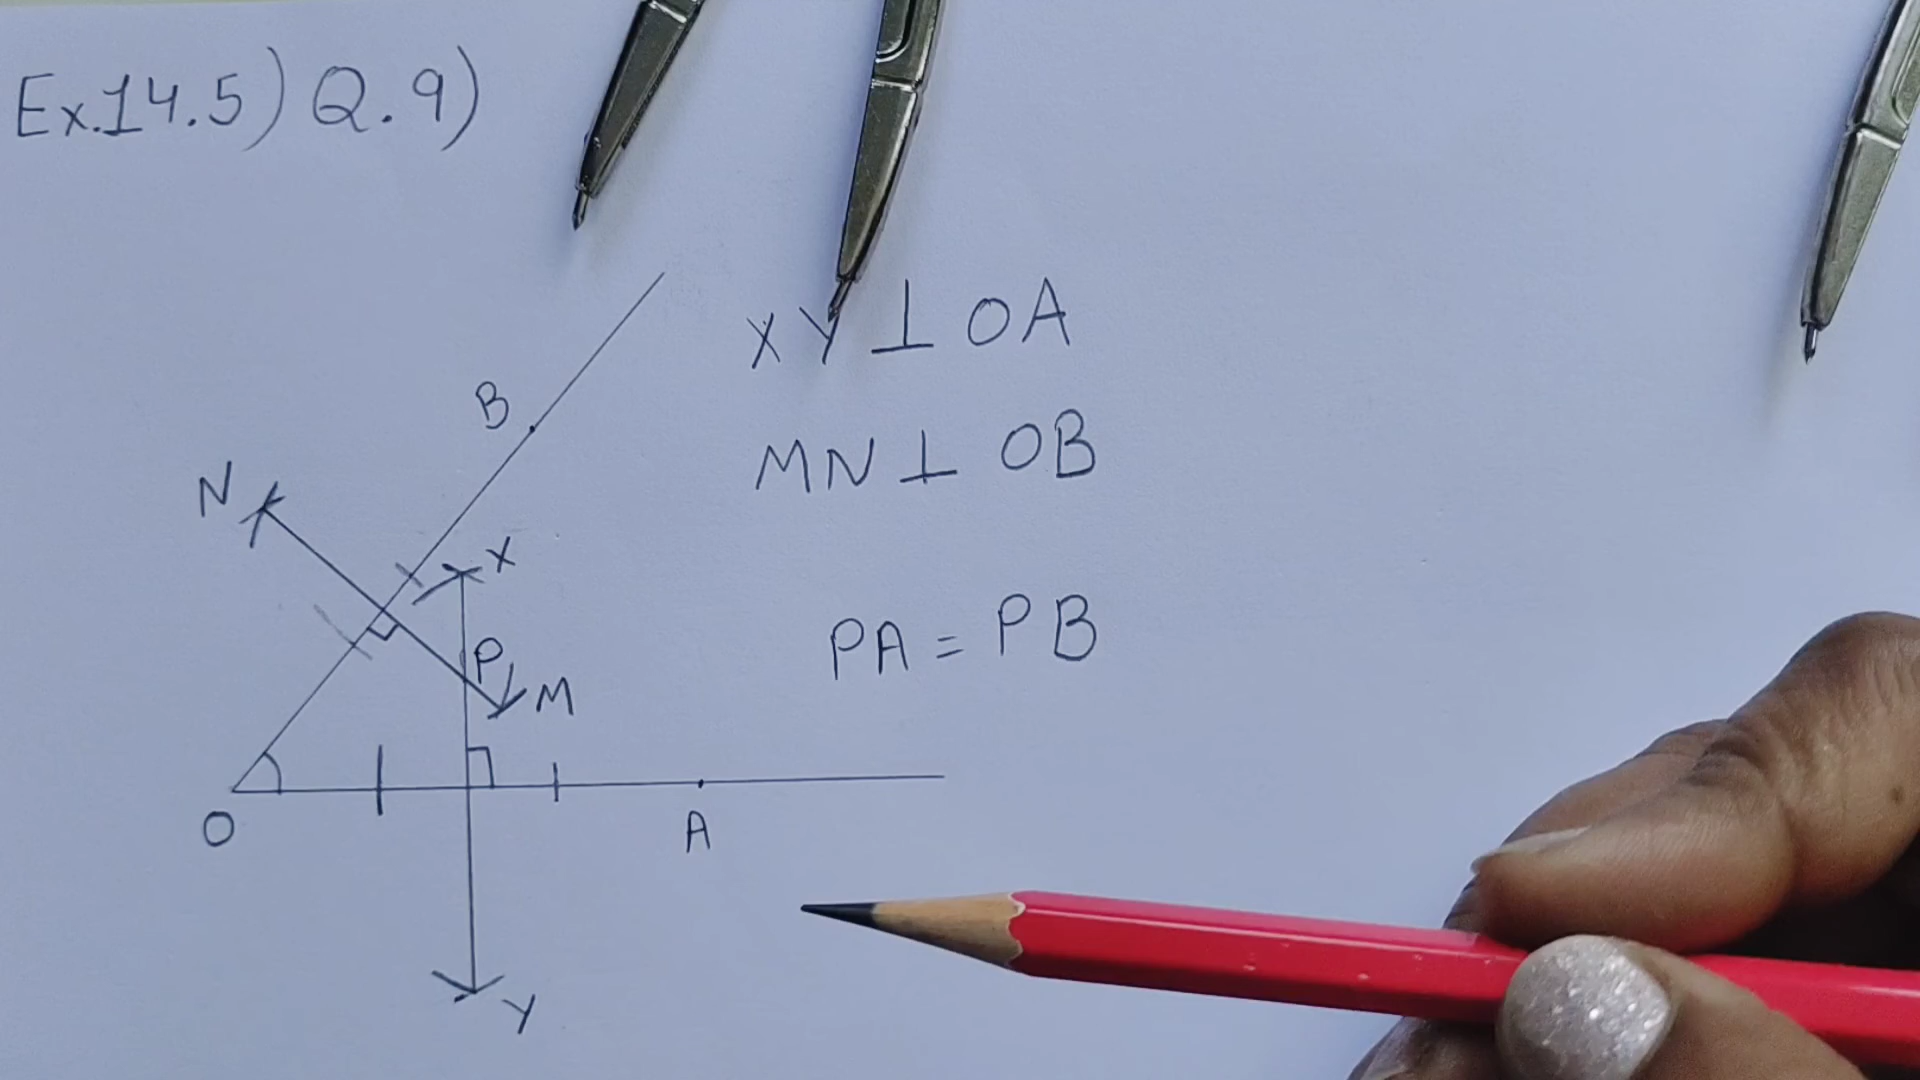 Ex.14.5) Q.9)
XY ⊥ OA
B
MN ⊥ OB
N
X
PA = PB
P
M
O
A
Y